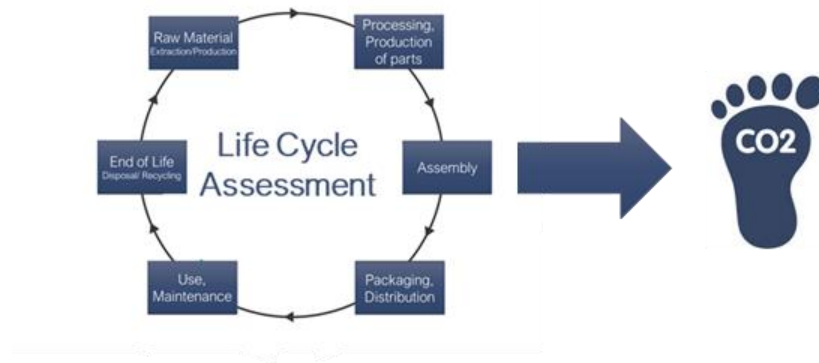 Raw Material
Extraction/Production
Processing,
Production
of parts
Assembly
Packaging,
Distribution
Use,
Maintenance
End of Life
Disposal/ Recycling
Life Cycle
Assessment
CO2